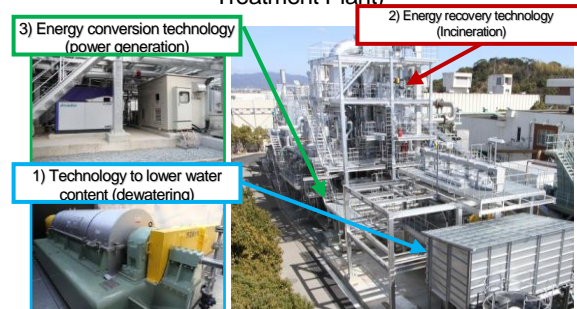 Treatment Plant)
3) Energy conversion technology
(power generation)
2) Energy recovery technology
(Incineration)
1) Technology to lower water
content (dewatering)